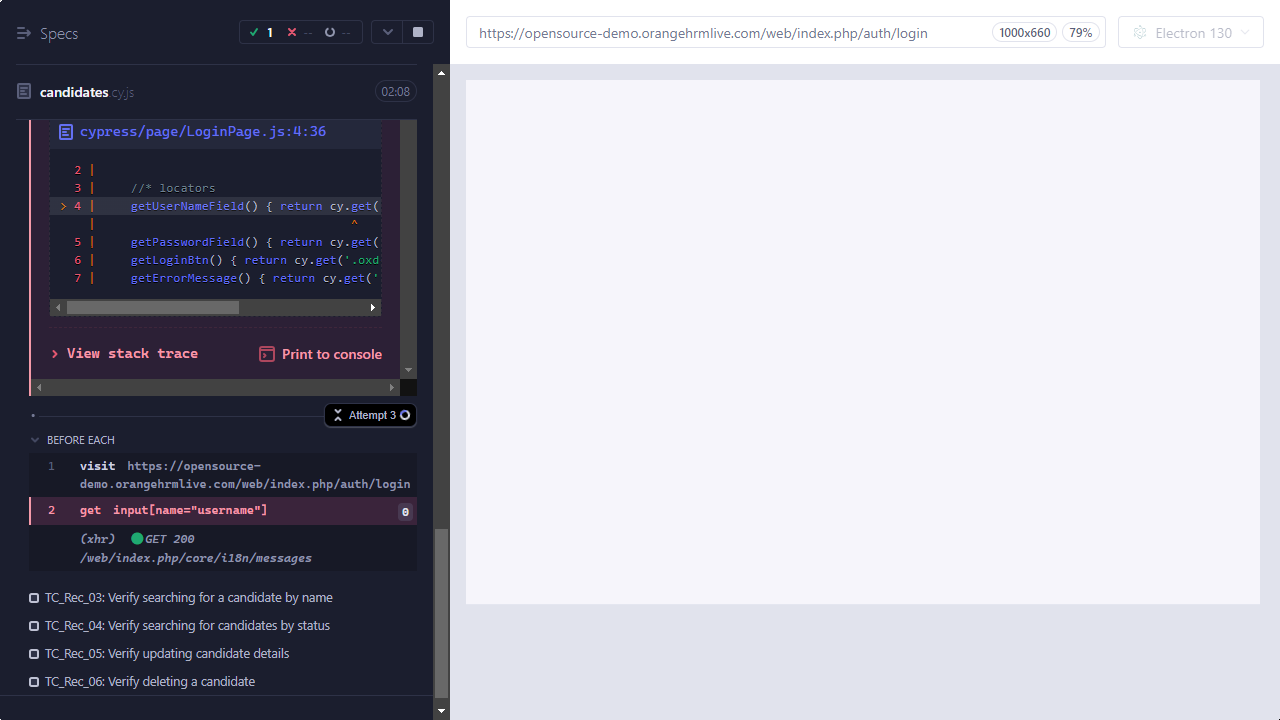 Specs
1
--
--
https://opensource-demo.orangehrmlive.com/web/index.php/auth/login
1000x660
79%
Electron 130
candidates cy.js
02:08
cypress/page/LoginPage.js:4:36
2 |
3 | //* locators
> 4 | getUserNameField() { return cy.get(
| ^
5 | getPasswordField() { return cy.get(
6 | getLoginBtn() { return cy.get('.oxd
7 | getErrorMessage() { return cy.get('
View stack trace
Print to console
Attempt 3
BEFORE EACH
1 visit https://opensource-
demo.orangehrmlive.com/web/index.php/auth/login
2 get input[name="username"] 0
(xhr) GET 200
/web/index.php/core/i18n/messages
TC_Rec_03: Verify searching for a candidate by name
TC_Rec_04: Verify searching for candidates by status
TC_Rec_05: Verify updating candidate details
TC_Rec_06: Verify deleting a candidate